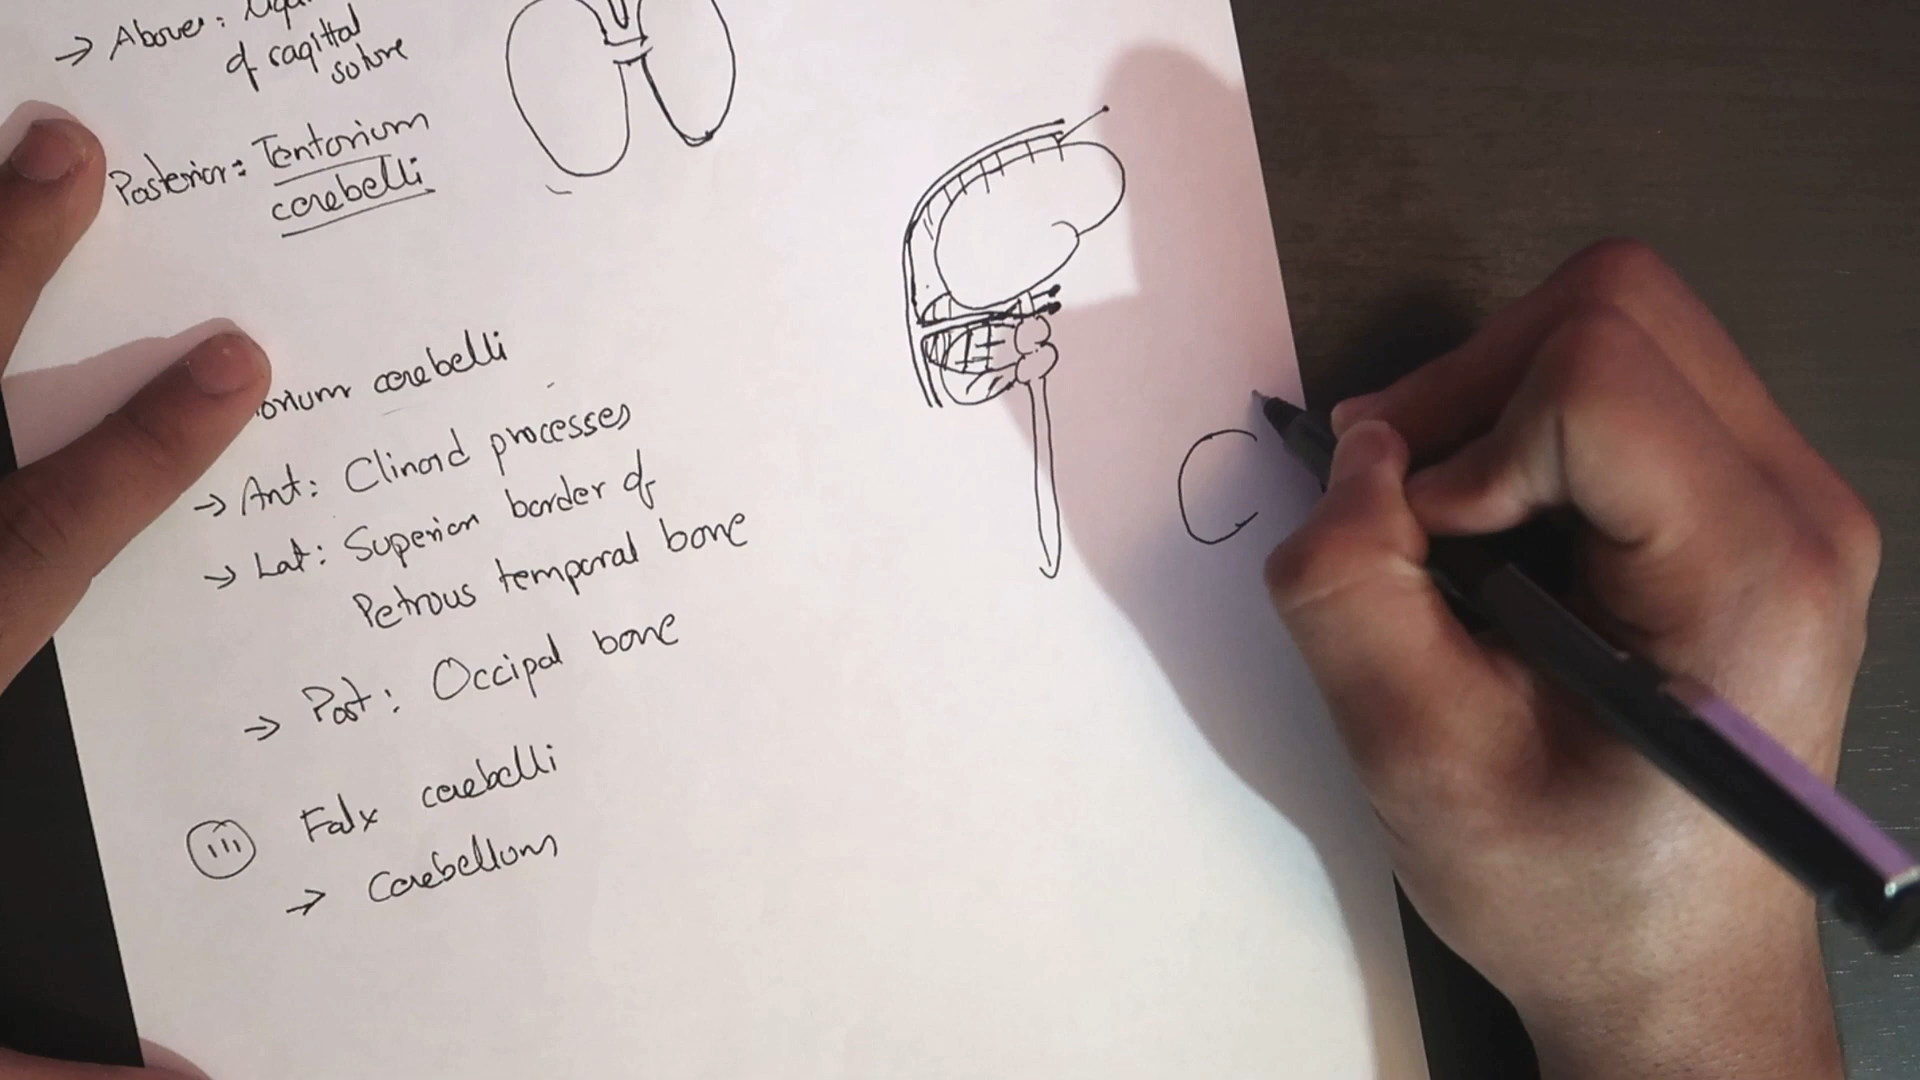 → Above:
of sagittal
suture
Posterior: Tentorium
cerebelli
orium cerebelli
→ Ant: Clinoid processes
→ Lat: Superior border of
Petrous temporal bone
→ Post: Occipal bone
iii Falx cerebelli
→ Cerebellum